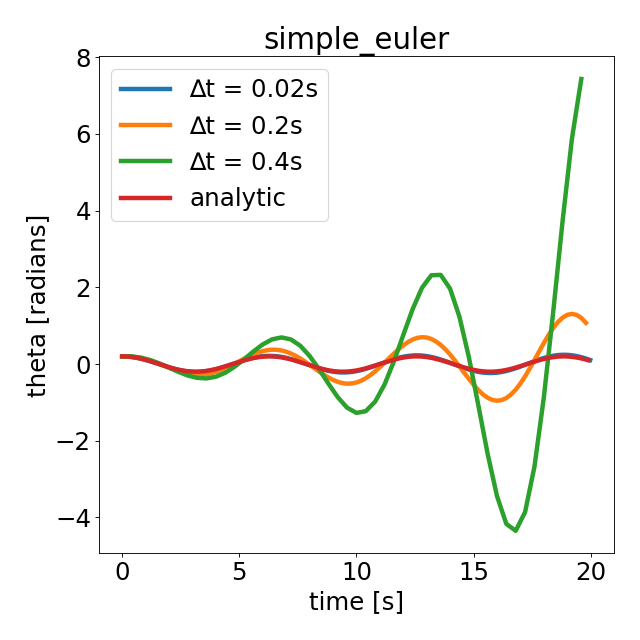 simple_euler
Δt = 0.02s
Δt = 0.2s
Δt = 0.4s
analytic
8
6
4
2
0
−2
−4
theta [radians]
0 5 10 15 20
time [s]